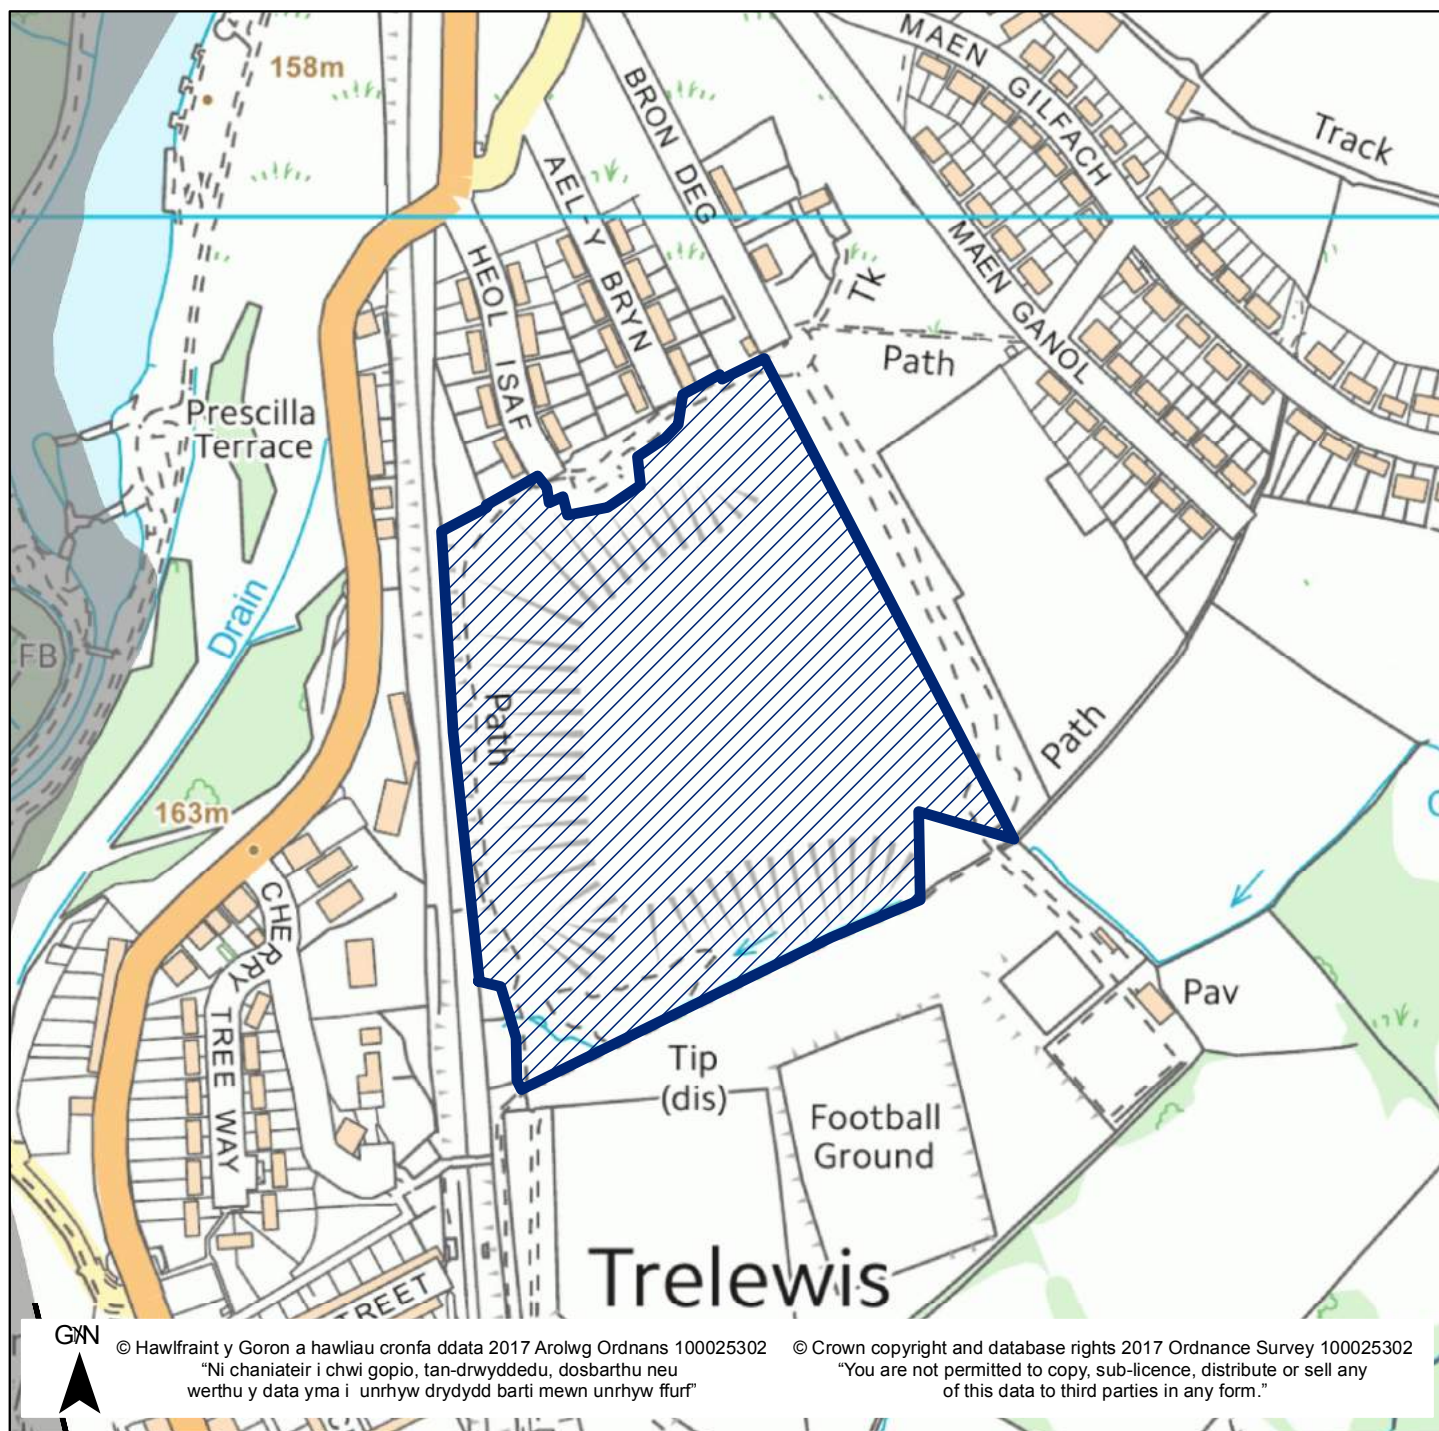 158m
MAEN GILFACH
BRON DEG
Track
AEL-Y BRYN
HEOL ISAF
MAEN GANOL
Tk
Path
Prescilla
Terrace
Drain
FB
Path
Path
163m
CHERRY TREE WAY
Pav
Tip
(dis)
Football
Ground
Trelewis
TREET
GN
© Hawlfraint y Goron a hawliau cronfa ddata 2017 Arolwg Ordnans 100025302
“Ni chaniateir i chwi gopio, tan-drwyddedu, dosbarthu neu
werthu y data yma i unrhyw drydydd barti mewn unrhyw ffurf”
© Crown copyright and database rights 2017 Ordnance Survey 100025302
“You are not permitted to copy, sub-licence, distribute or sell any
of this data to third parties in any form.”